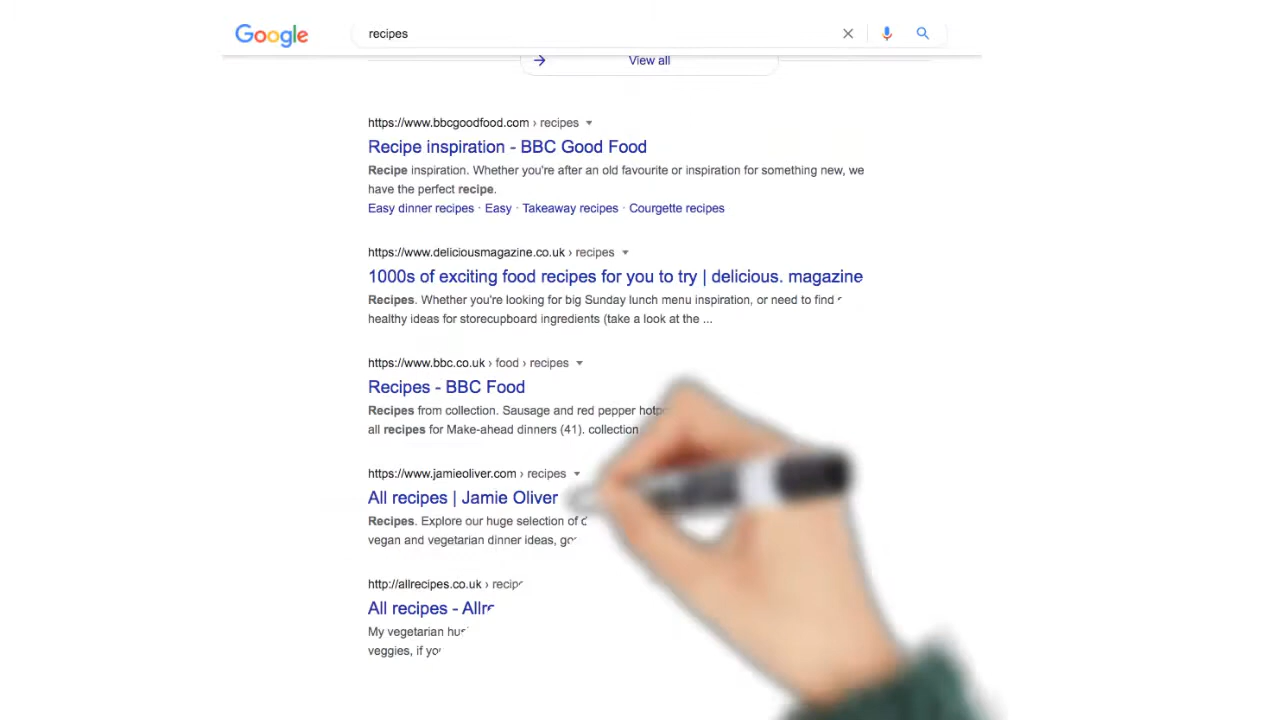 Google recipes
View all
https://www.bbcgoodfood.com › recipes
Recipe inspiration - BBC Good Food
Recipe inspiration. Whether you're after an old favourite or inspiration for something new, we
have the perfect recipe.
Easy dinner recipes · Easy · Takeaway recipes · Courgette recipes
https://www.deliciousmagazine.co.uk › recipes
1000s of exciting food recipes for you to try | delicious. magazine
Recipes. Whether you're looking for big Sunday lunch menu inspiration, or need to find
healthy ideas for storecupboard ingredients (take a look at the ...
https://www.bbc.co.uk › food › recipes
Recipes - BBC Food
Recipes from collection. Sausage and red pepper
all recipes for Make-ahead dinners (41). collection
https://www.jamieoliver.com › recipes
All recipes | Jamie Oliver
Recipes. Explore our huge selection of
vegan and vegetarian dinner ideas,
http://allrecipes.co.uk ›
All recipes -
My vegetarian
veggies, if